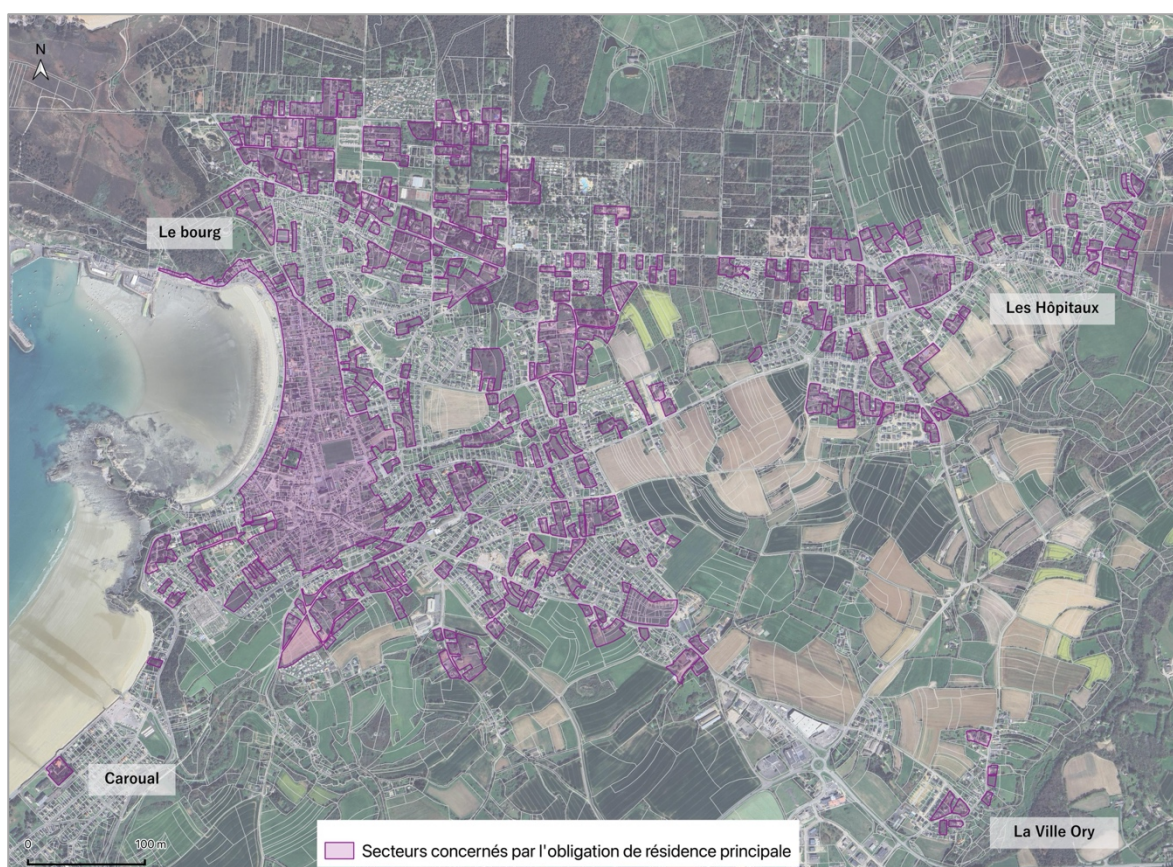 N
Le bourg
Les Hôpitaux
Caroual
La Ville Ory
0 100 m
Secteurs concernés par l'obligation de résidence principale